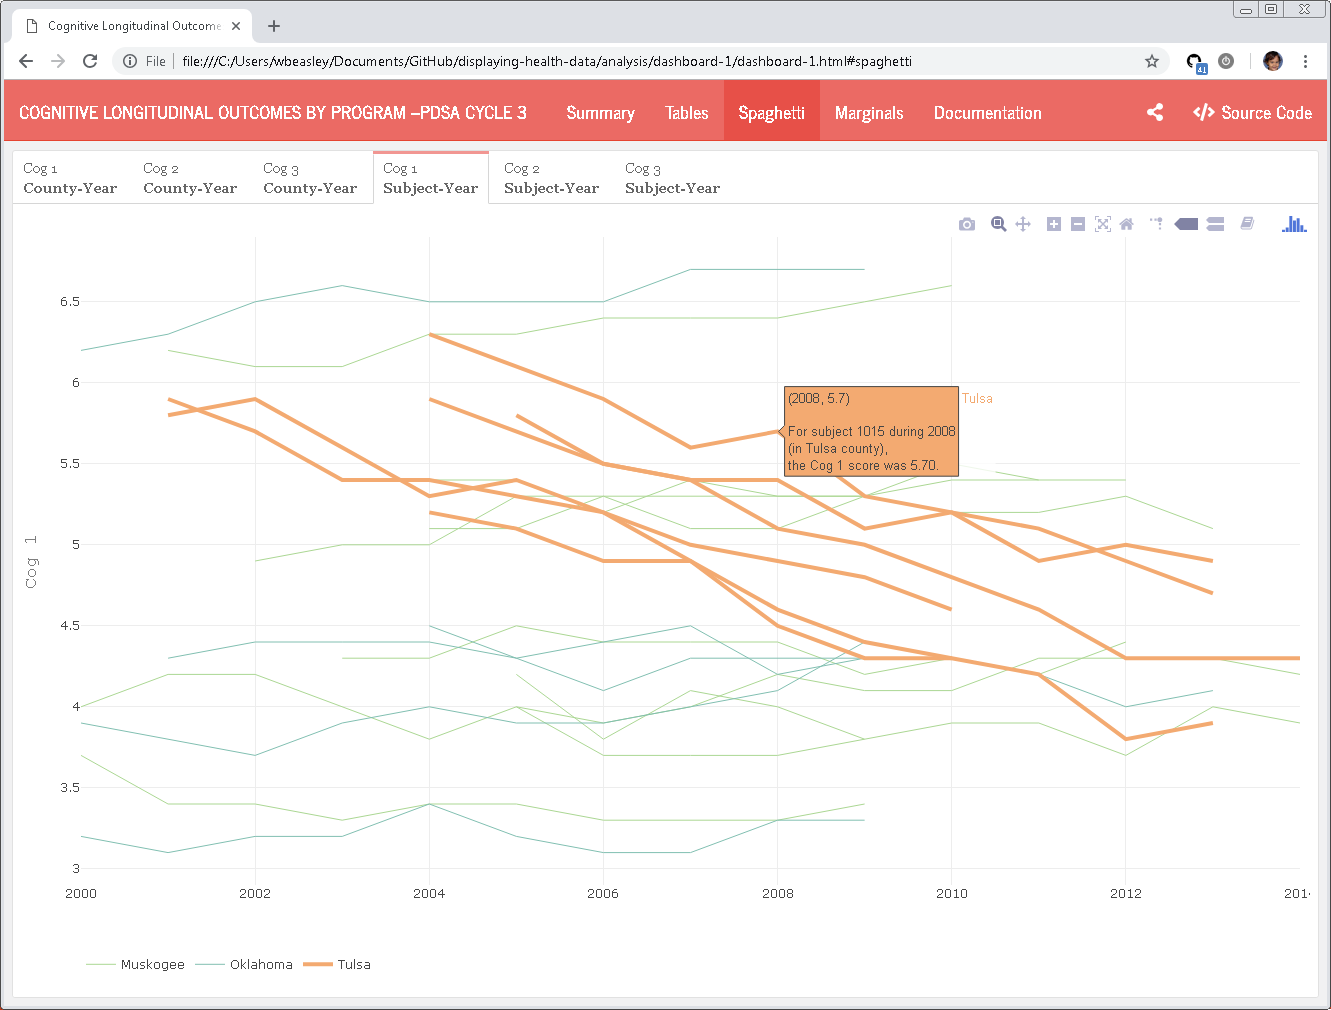 Cognitive Longitudinal Outcome
File file:///C:/Users/wbeasley/Documents/GitHub/displaying-health-data/analysis/dashboard-1/dashboard-1.html#spaghetti
41
COGNITIVE LONGITUDINAL OUTCOMES BY PROGRAM –PDSA CYCLE 3 Summary Tables Spaghetti Marginals Documentation </> Source Code
Cog 1 Cog 2 Cog 3 Cog 1 Cog 2 Cog 3
County-Year County-Year County-Year Subject-Year Subject-Year Subject-Year
6.5
6
5.5
5
4.5
4
3.5
3
Cog 1
(2008, 5.7) Tulsa
For subject 1015 during 2008
(in Tulsa county),
the Cog 1 score was 5.70.
2000 2002 2004 2006 2008 2010 2012 201
Muskogee Oklahoma Tulsa